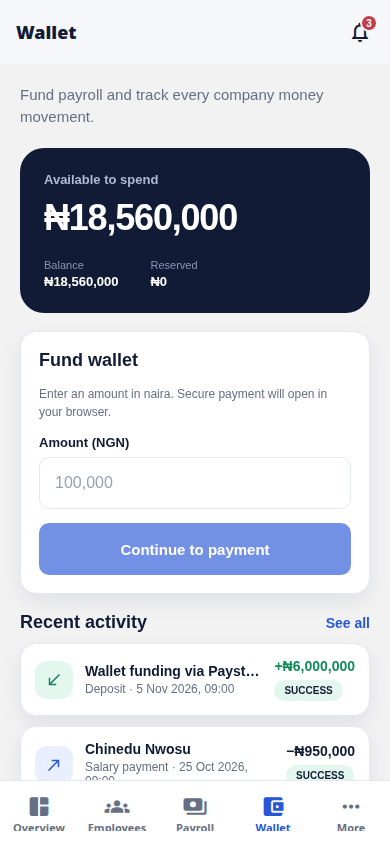 Wallet
3
Fund payroll and track every company money
movement.
Available to spend
₦18,560,000
Balance
Reserved
₦18,560,000
₦0
Fund wallet
Enter an amount in naira. Secure payment will open in
your browser.
Amount (NGN)
100,000
Continue to payment
Recent activity
See all
Wallet funding via Payst…
+₦6,000,000
Deposit · 5 Nov 2026, 09:00
SUCCESS
Chinedu Nwosu
−₦950,000
Salary payment · 25 Oct 2026,
09:00
SUCCESS
Overview
Employees
Payroll
Wallet
More